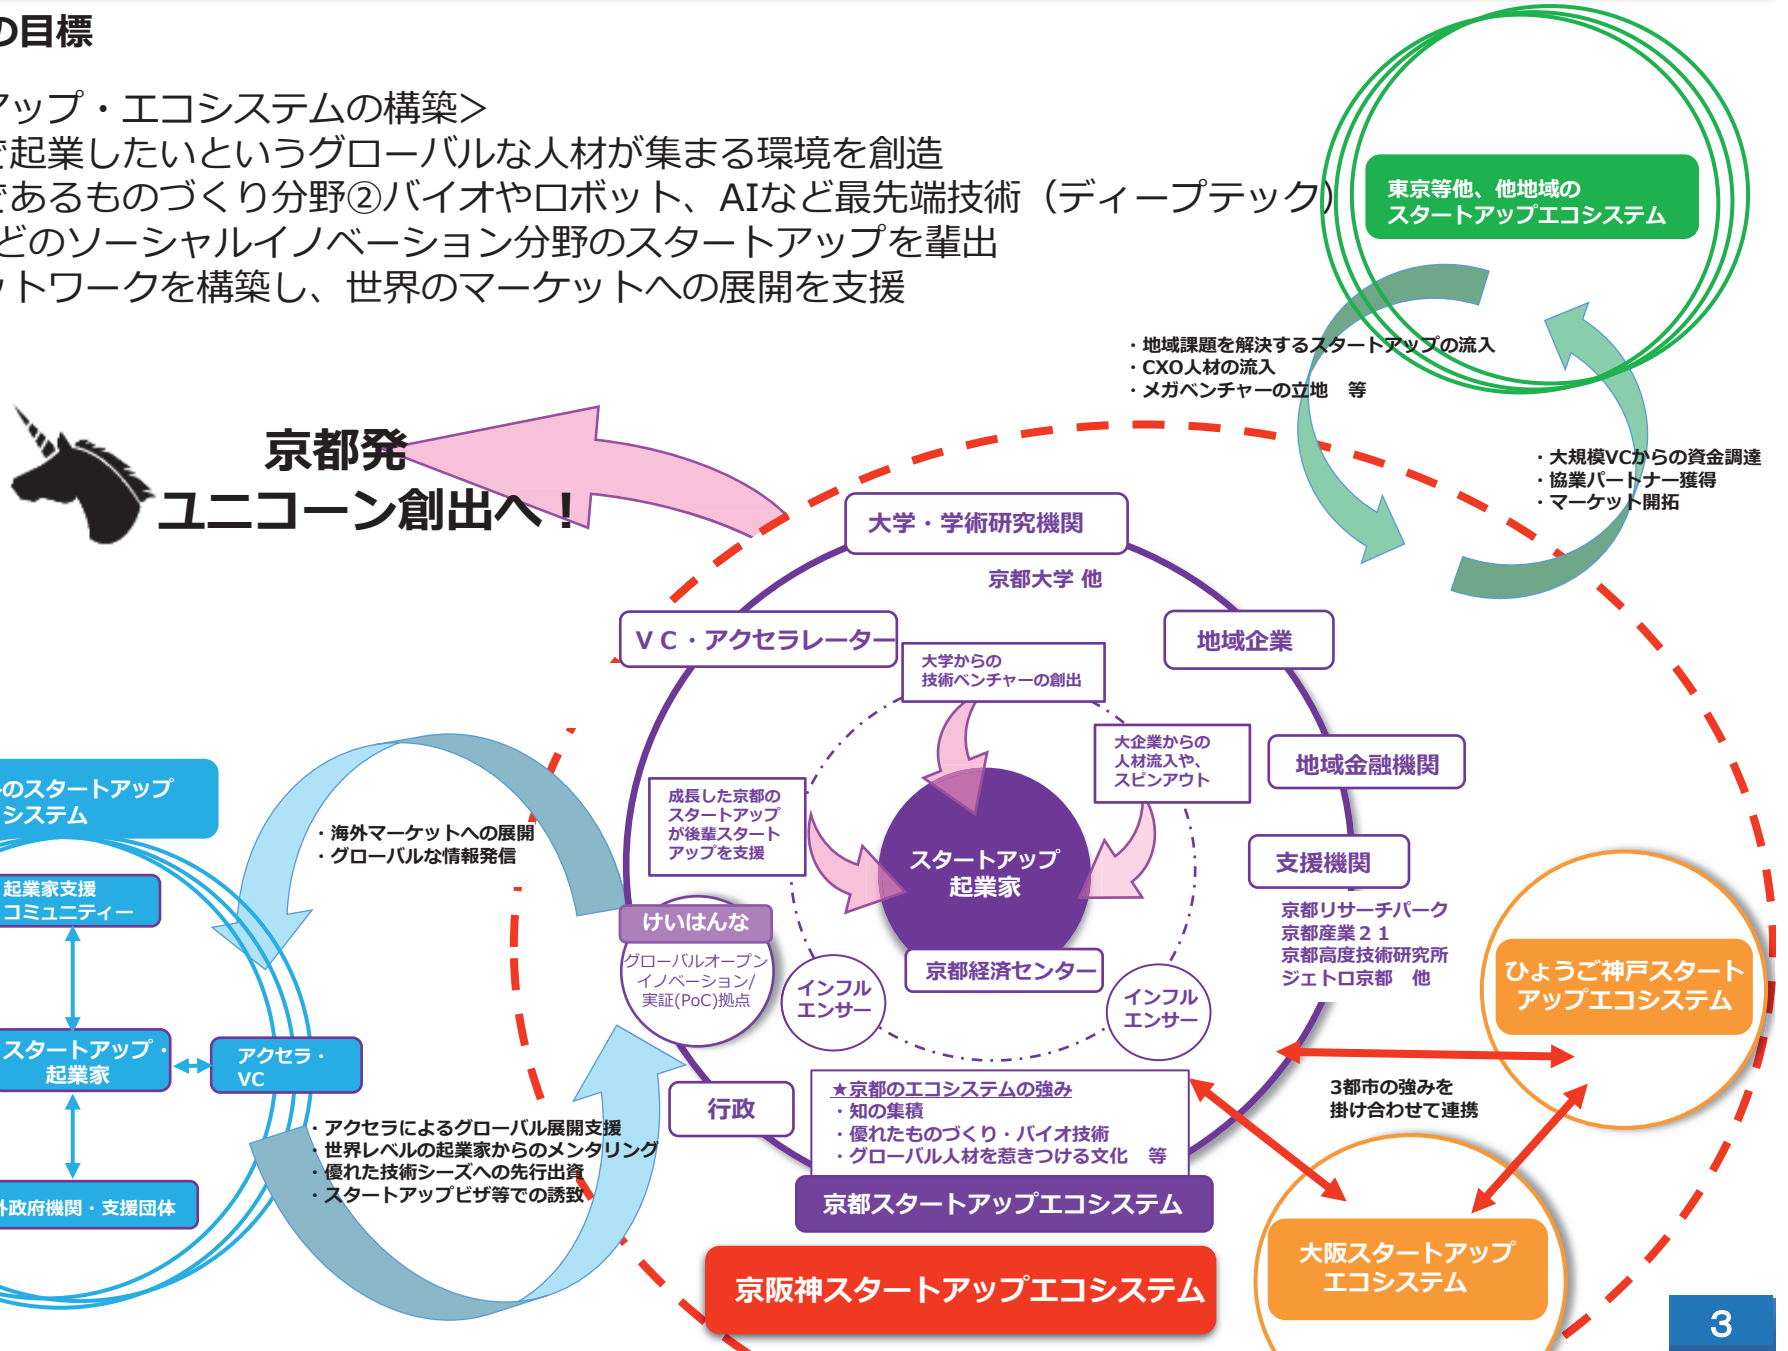 の目標
アップ・エコシステムの構築＞
で起業したいというグローバルな人材が集まる環境を創造
であるものづくり分野②バイオやロボット、AIなど最先端技術（ディープテック）
どのソーシャルイノベーション分野のスタートアップを輩出
ットワークを構築し、世界のマーケットへの展開を支援
東京等他、他地域の
スタートアップエコシステム
・地域課題を解決するスタートアップの流入
・CXO人材の流入
・メガベンチャーの立地　等
・大規模VCからの資金調達
・協業パートナー獲得
・マーケット開拓
京都発
ユニコーン創出へ！
大学・学術研究機関
京都大学 他
ＶＣ・アクセラレーター
地域企業
大学からの
技術ベンチャーの創出
大企業からの
人材流入や、
スピンアウト
地域金融機関
成長した京都の
スタートアップ
が後輩スタート
アップを支援
スタートアップ
起業家
支援機関
京都リサーチパーク
京都産業２１
京都高度技術研究所
ジェトロ京都　他
けいはんな
グローバルオープン
イノベーション/
実証(PoC)拠点
インフル
エンサー
京都経済センター
インフル
エンサー
行政
★京都のエコシステムの強み
・知の集積
・優れたものづくり・バイオ技術
・グローバル人材を惹きつける文化　等
京都スタートアップエコシステム
京阪神スタートアップエコシステム
のスタートアップ
システム
・海外マーケットへの展開
・グローバルな情報発信
起業家支援
コミュニティー
スタートアップ・
起業家
アクセラ・
VC
・アクセラによるグローバル展開支援
・世界レベルの起業家からのメンタリング
・優れた技術シーズへの先行出資
・スタートアップビザ等での誘致
外政府機関・支援団体
ひょうご神戸スタート
アップエコシステム
3都市の強みを
掛け合わせて連携
大阪スタートアップ
エコシステム
3